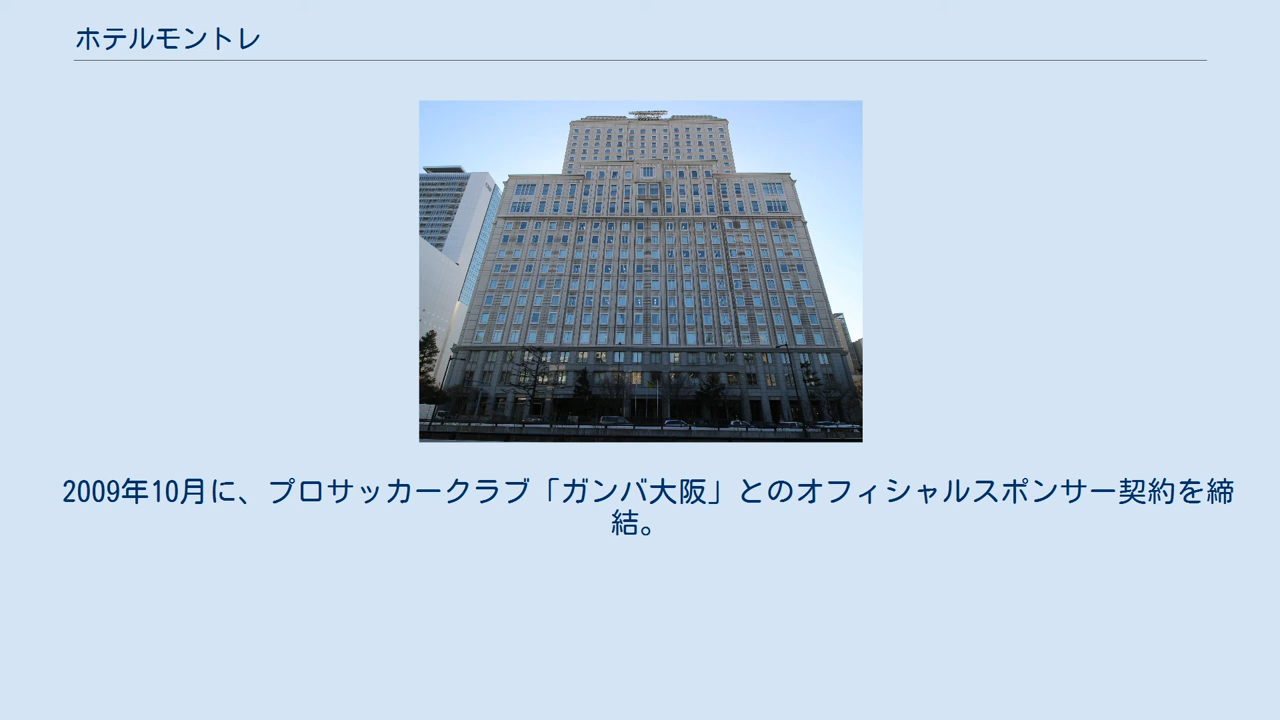 ホテルモントレ
2009年10月に、プロサッカークラブ「ガンバ大阪」とのオフィシャルスポンサー契約を締
結。